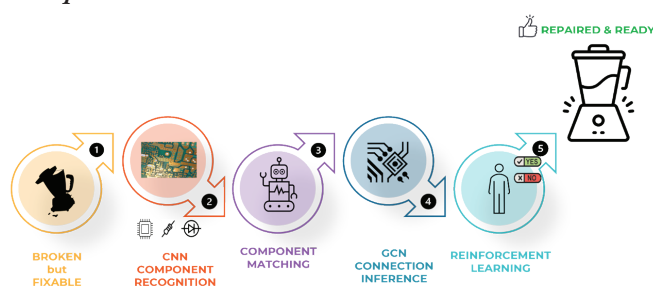 REPAIRED & READY
1
2
3
4
5
YES
NO
BROKEN
but
FIXABLE
CNN
COMPONENT
RECOGNITION
COMPONENT
MATCHING
GCN
CONNECTION
INFERENCE
REINFORCEMENT
LEARNING